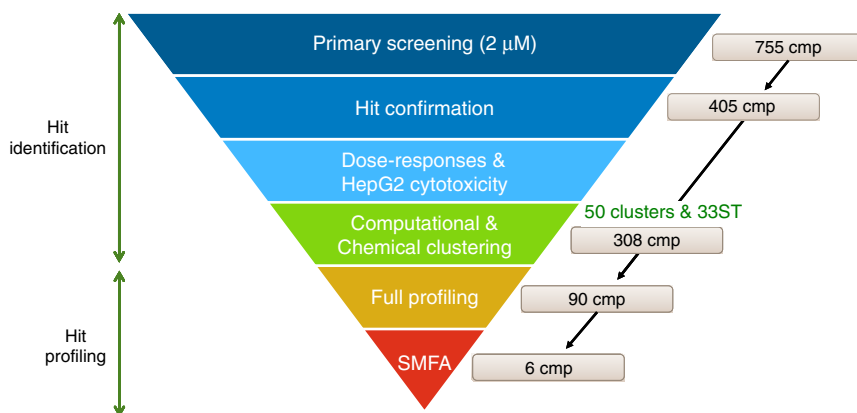 Primary screening (2 μM)
755 cmp
Hit confirmation
405 cmp
Hit
identification
Dose-responses &
HepG2 cytotoxicity
50 clusters & 33ST
Computational &
Chemical clustering
308 cmp
Full profiling
90 cmp
Hit
profiling
SMFA
6 cmp